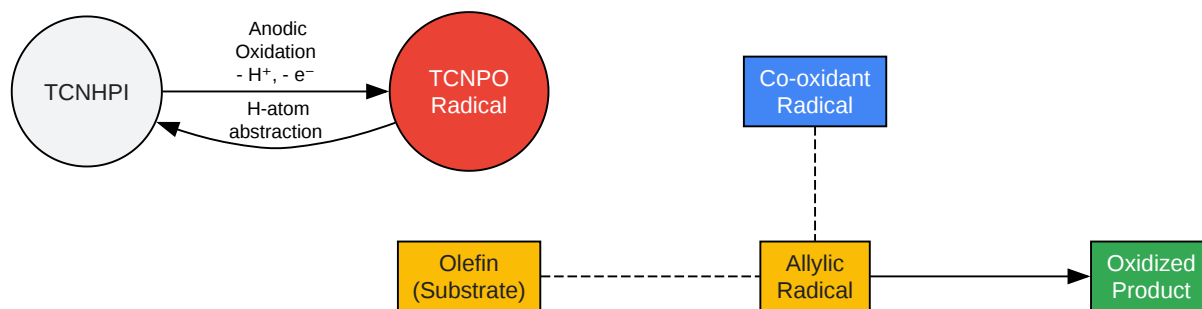 TCNHPI
Anodic
Oxidation
- H⁺, - e⁻
H-atom
abstraction
TCNPO
Radical
Co-oxidant
Radical
Olefin
(Substrate)
Allylic
Radical
Oxidized
Product